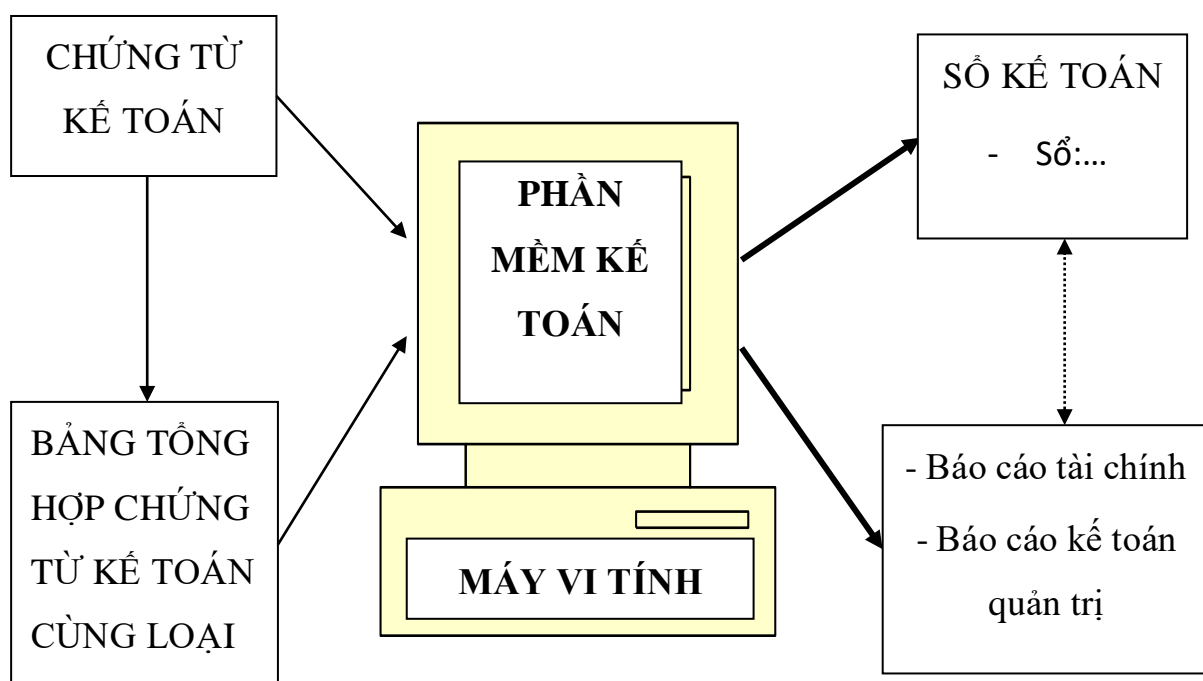 CHỨNG TỪ
KẾ TOÁN
BẢNG TỔNG
HỢP CHỨNG
TỪ KẾ TOÁN
CÙNG LOẠI
PHẦN
MỀM KẾ
TOÁN
MÁY VI TÍNH
SỔ KẾ TOÁN
- Sổ:...
- Báo cáo tài chính
- Báo cáo kế toán
quản trị